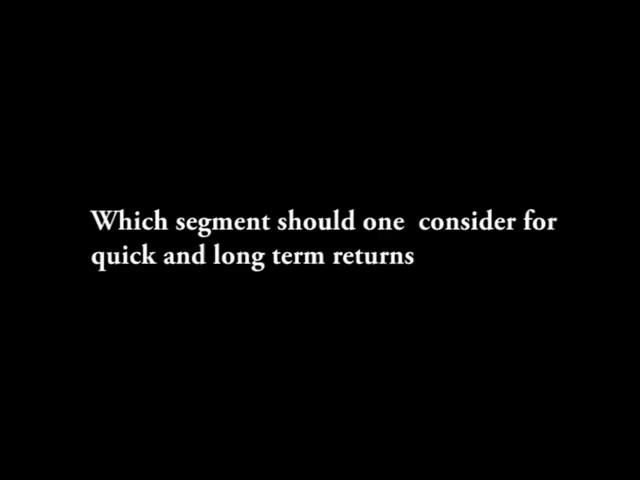 Which segment should one  consider for
quick and long term returns